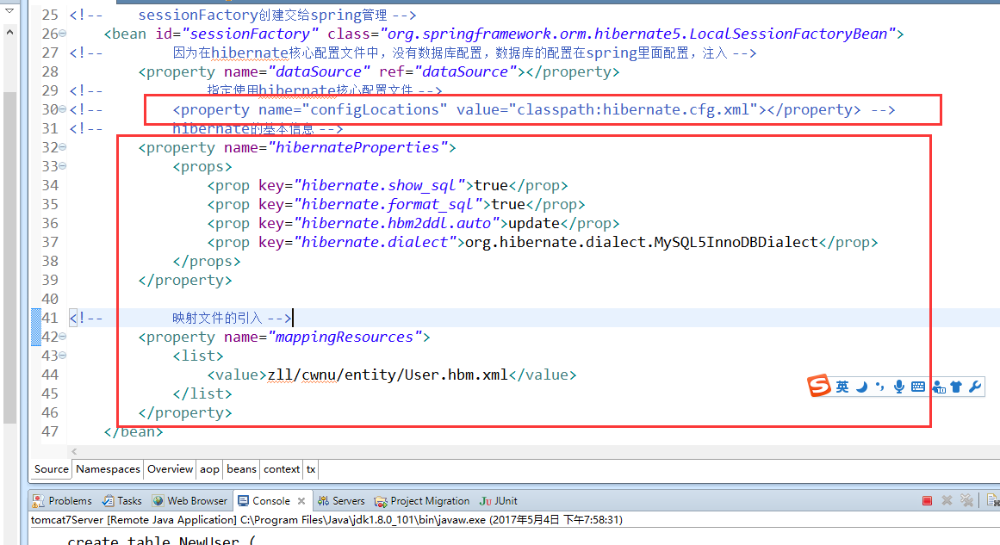 25 <!-- sessionFactory创建交给spring管理 -->
26 <bean id="sessionFactory" class="org.springframework.orm.hibernate5.LocalSessionFactoryBean">
27 <!-- 因为在hibernate核心配置文件中，没有数据库配置，数据库的配置在spring里面配置，注入 -->
28 <property name="dataSource" ref="dataSource"></property>
29 <!-- 指定使用hibernate核心配置文件 -->
30 <!-- <property name="configLocations" value="classpath:hibernate.cfg.xml"></property> -->
31 <!-- hibernate的基本信息 -->
32 <property name="hibernateProperties">
33 <props>
34 <prop key="hibernate.show_sql">true</prop>
35 <prop key="hibernate.format_sql">true</prop>
36 <prop key="hibernate.hbm2ddl.auto">update</prop>
37 <prop key="hibernate.dialect">org.hibernate.dialect.MySQL5InnoDBDialect</prop>
38 </props>
39 </property>
40
41 <!-- 映射文件的引入 -->
42 <property name="mappingResources">
43 <list>
44 <value>zll/cwnu/entity/User.hbm.xml</value>
45 </list>
46 </property>
47 </bean>
S 英
Source Namespaces Overview aop beans context tx
Problems Tasks Web Browser Console Servers Project Migration JUnit
tomcat7Server [Remote Java Application] C:\Program Files\Java\jdk1.8.0_101\bin\javaw.exe (2017年5月4日 下午7:58:31)
create table NewUser (